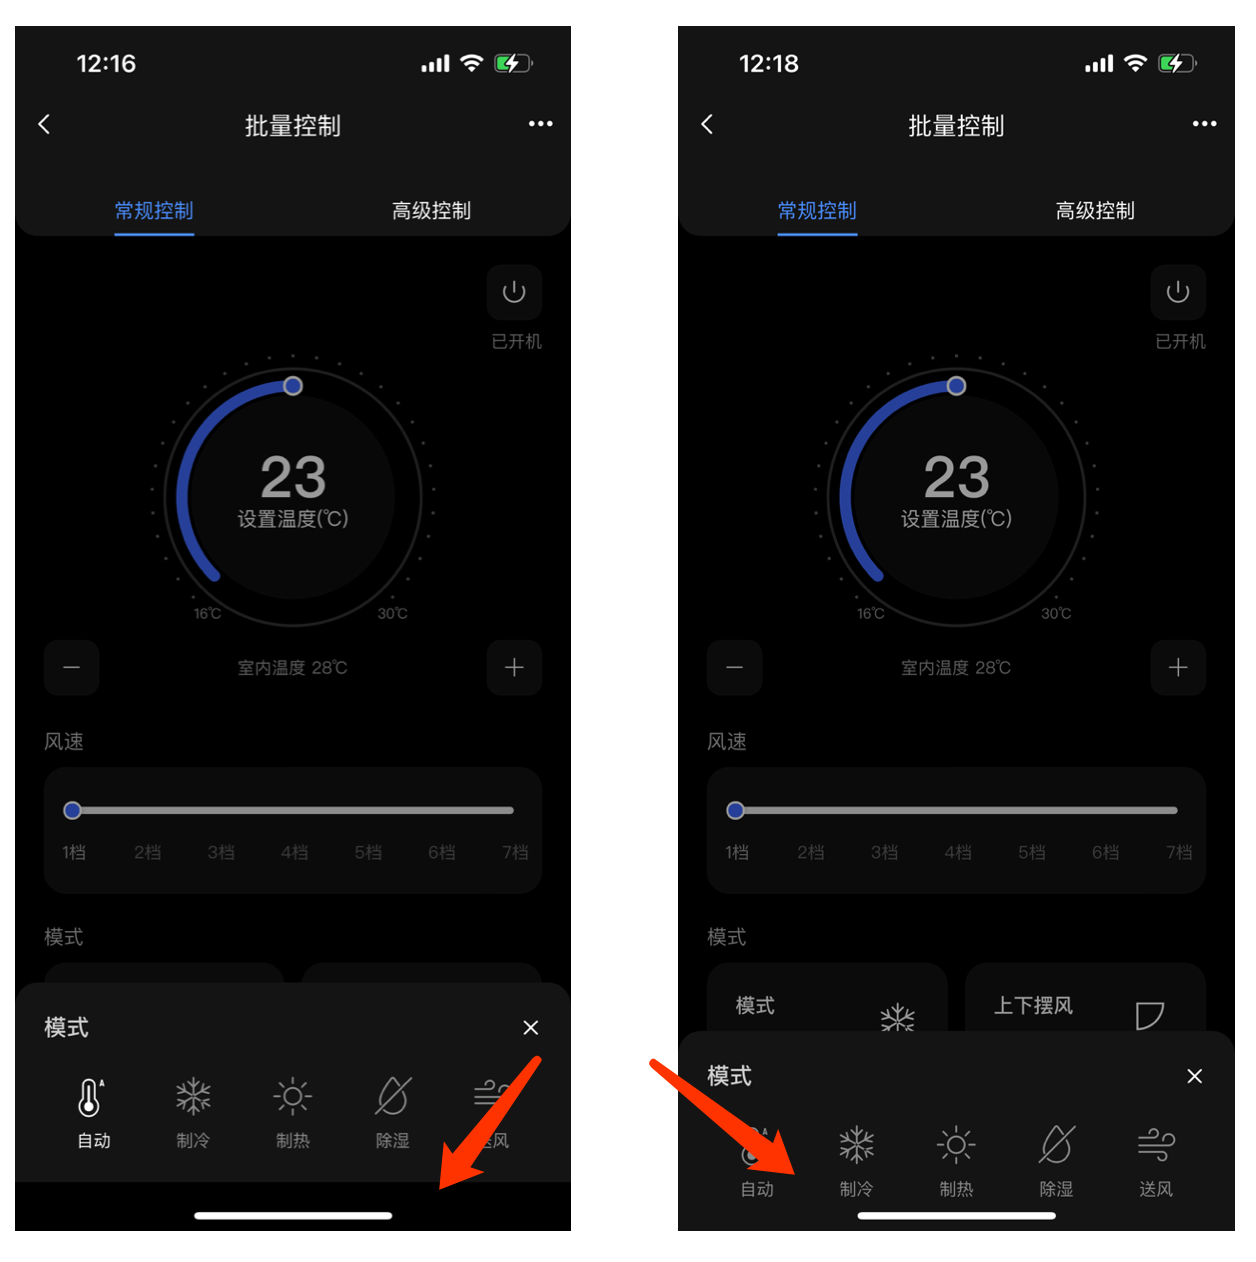 12:16
批量控制
常规控制
高级控制
已开机
23
设置温度(℃)
16℃
30℃
室内温度 28℃
风速
1档
2档
3档
4档
5档
6档
7档
模式
模式
A
自动
制冷
制热
除湿
风
12:18
批量控制
常规控制
高级控制
已开机
23
设置温度(℃)
16℃
30℃
室内温度 28℃
风速
1档
2档
3档
4档
5档
6档
7档
模式
模式
上下摆风
模式
A
自动
制冷
制热
除湿
送风